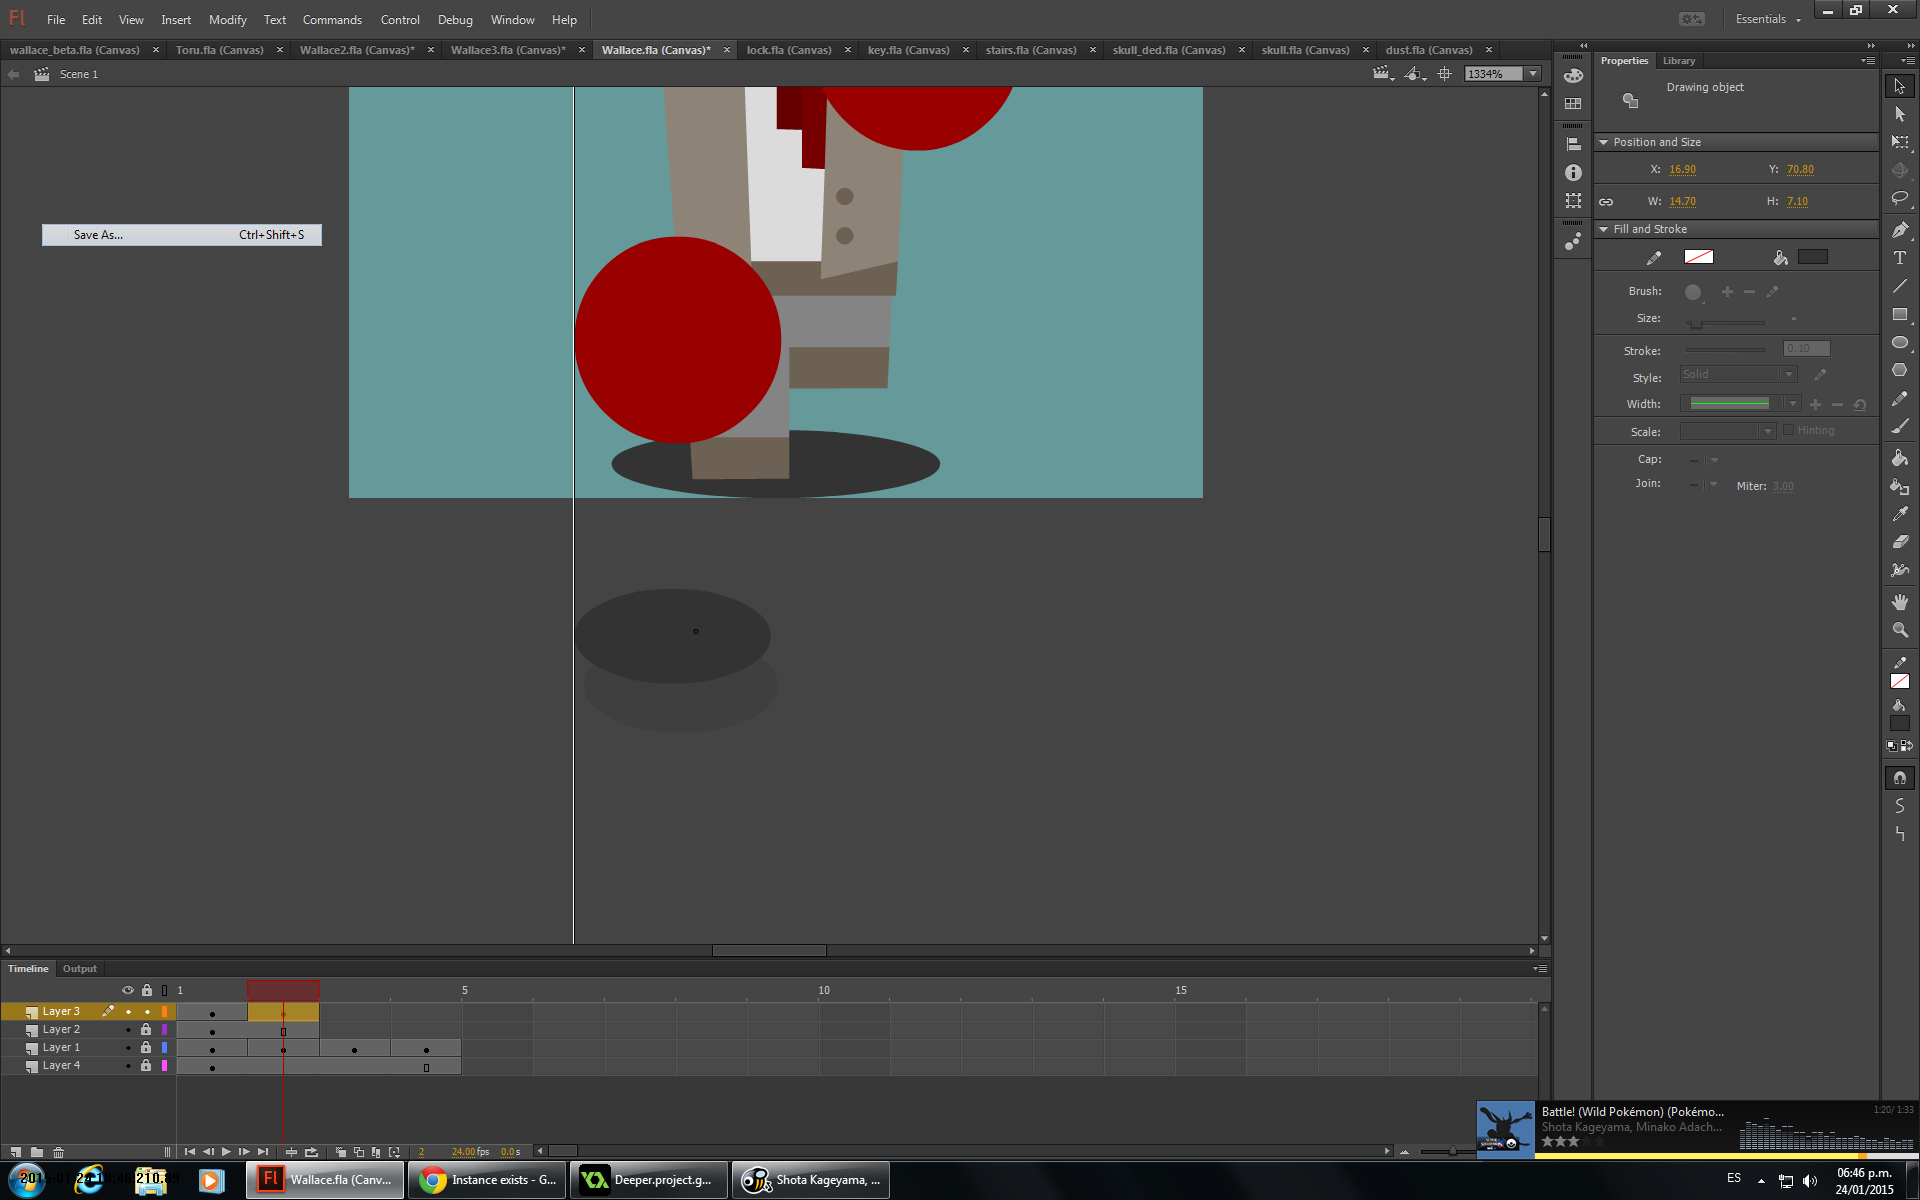 Fl File Edit View Insert Modify Text Commands Control Debug Window Help Essentials
wallace_beta.fla (Canvas) Toru.fla (Canvas) Wallace2.fla (Canvas)* Wallace3.fla (Canvas)* Wallace.fla (Canvas)* lock.fla (Canvas) key.fla (Canvas) stairs.fla (Canvas) skull_ded.fla (Canvas) skull.fla (Canvas) dust.fla (Canvas)
Scene 1 1334%
Save As... Ctrl+Shift+S
Properties Library
Drawing object
Position and Size
X: 16.90 Y: 70.80
W: 14.70 H: 7.10
Fill and Stroke
Brush:
Size:
Stroke: 0.10
Style: Solid
Width:
Scale: Hinting
Cap:
Join: Miter: 3.00
Timeline Output
1 5 10 15
Layer 3
Layer 2
Layer 1
Layer 4
2 24.00 fps 0.0 s
Battle! (Wild Pokémon) (Pokémo... 1:20/ 1:33
Shota Kageyama, Minako Adach...
Wallace.fla (Canv... Instance exists - G... Deeper.project.g... Shota Kageyama, ...
ES 06:46 p.m.
24/01/2015